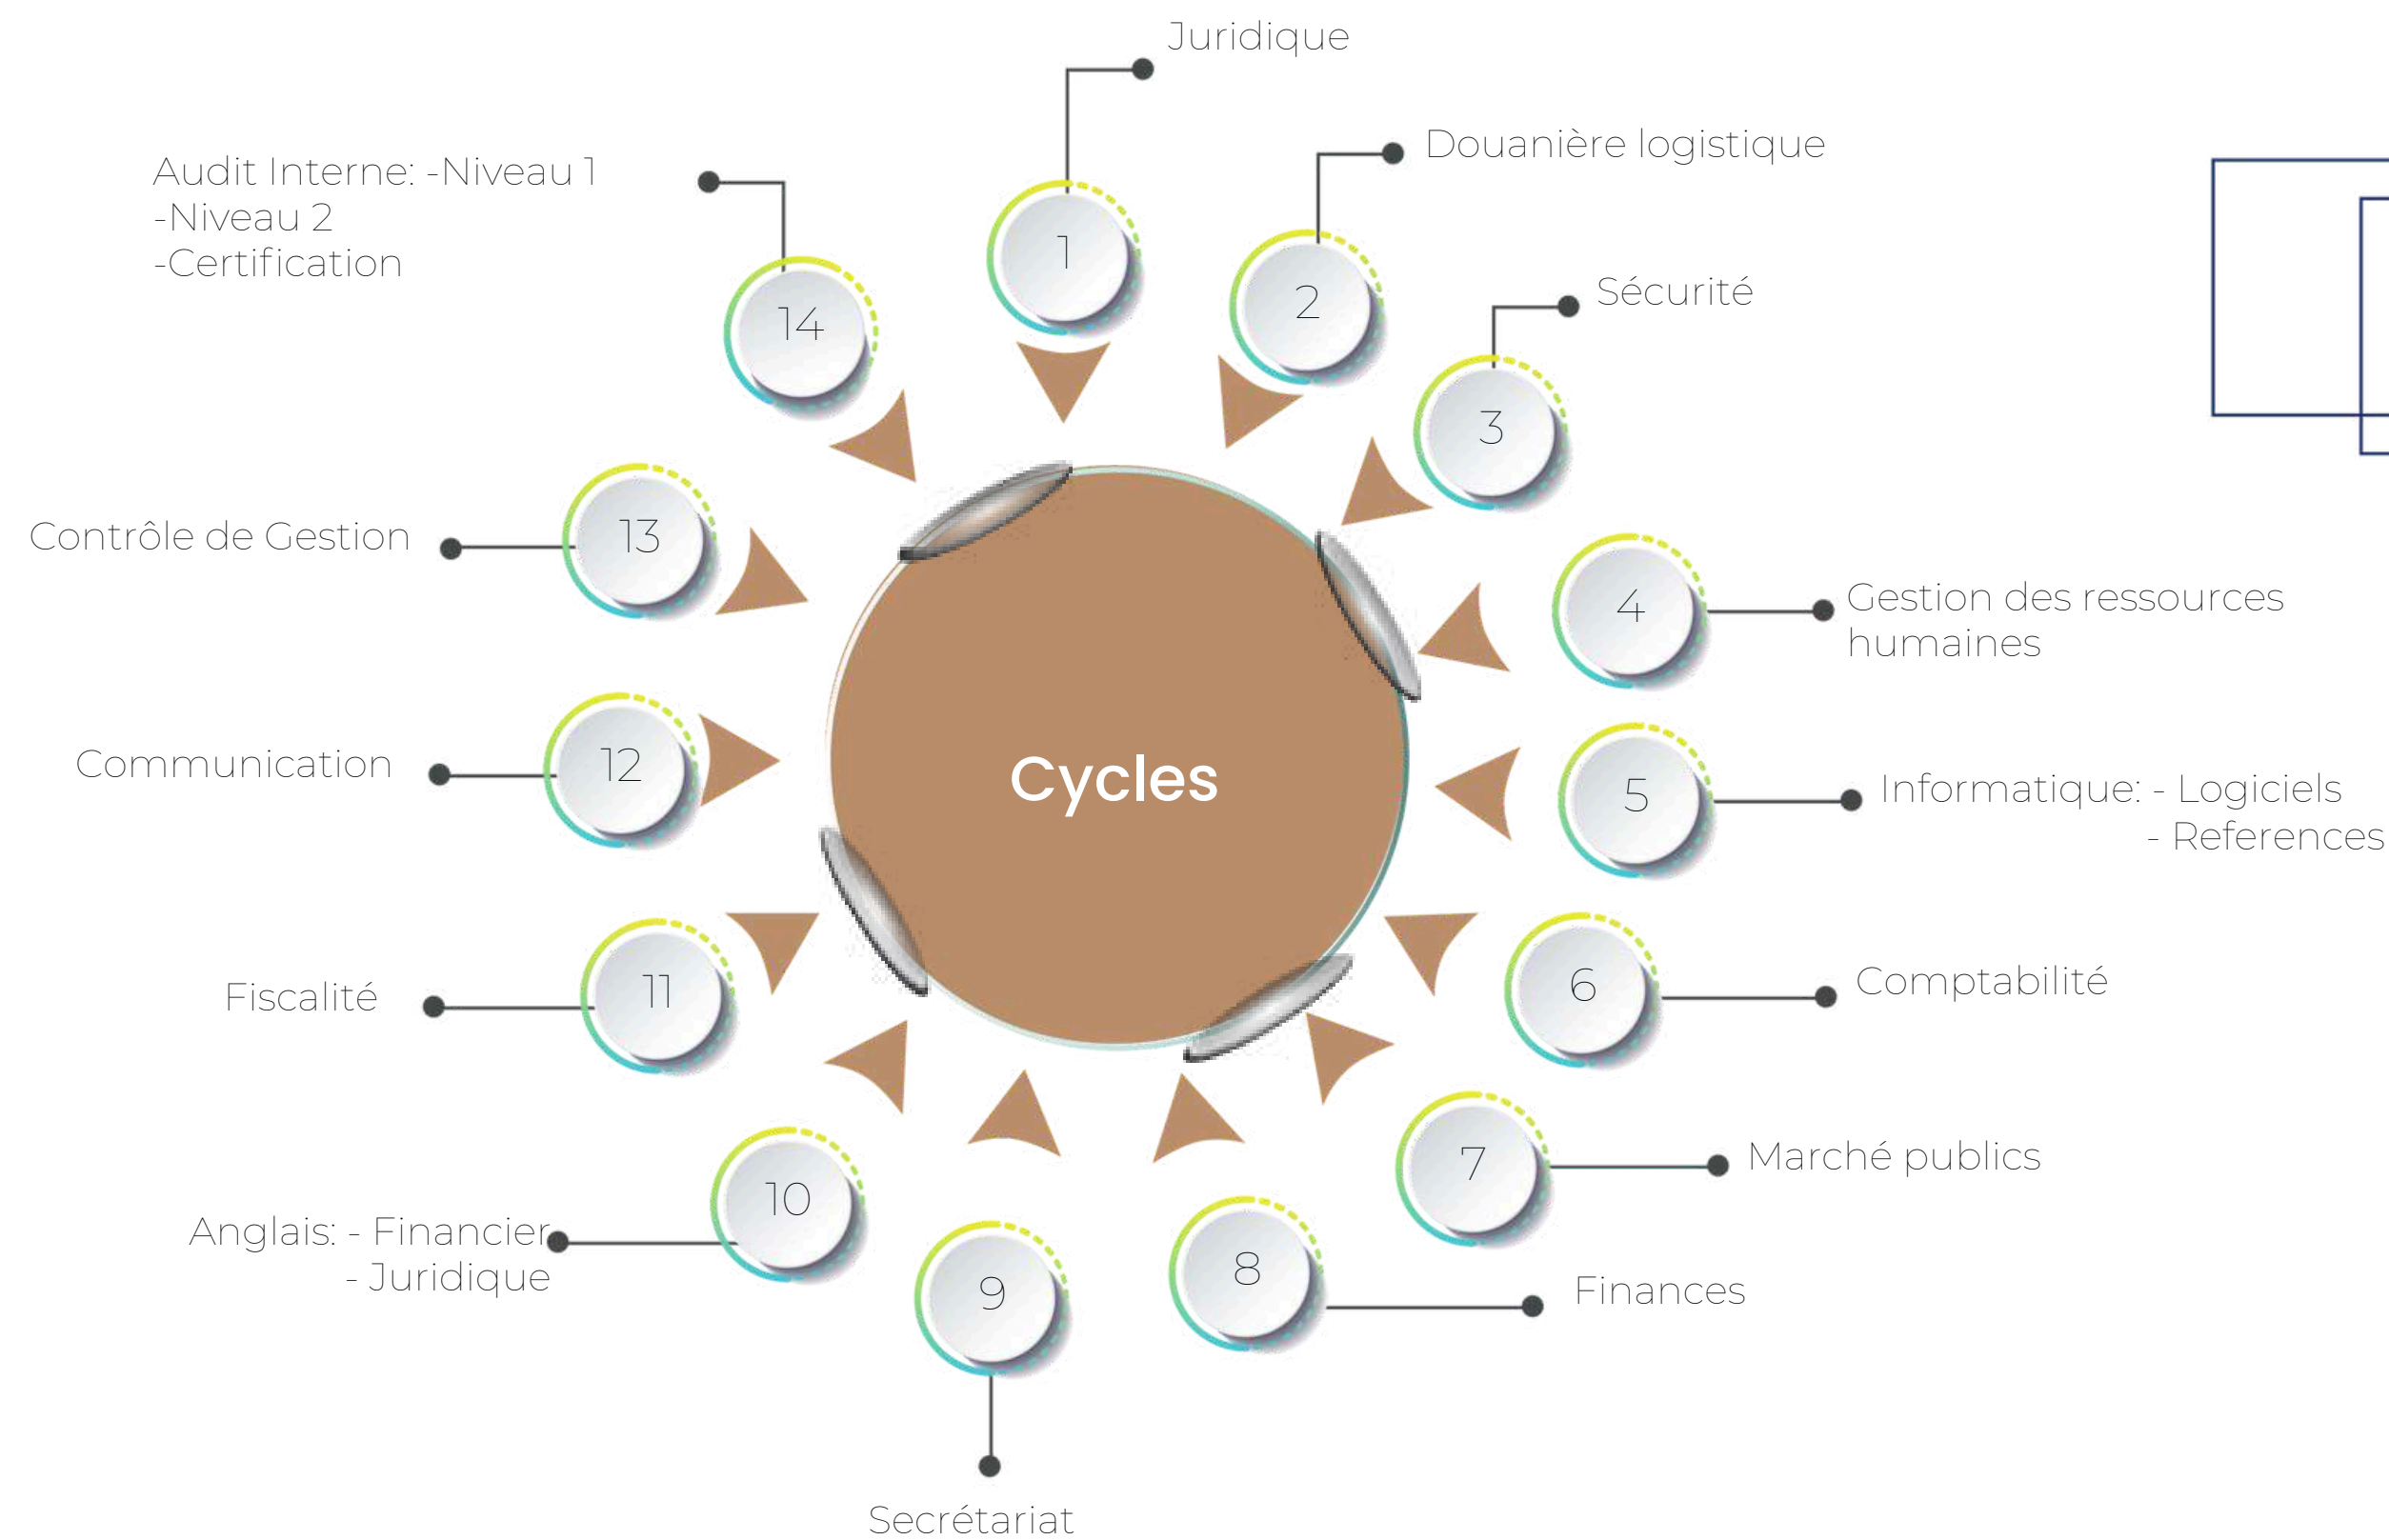 Juridique
1
Douanière logistique
2
Sécurité
3
Gestion des ressources
humaines
4
Informatique: - Logiciels
- References
5
Comptabilité
6
Marché publics
7
Finances
8
Secrétariat
9
Anglais: - Financier
- Juridique
10
Fiscalité
11
Communication
12
Contrôle de Gestion
13
Audit Interne: -Niveau 1
-Niveau 2
-Certification
14
Cycles